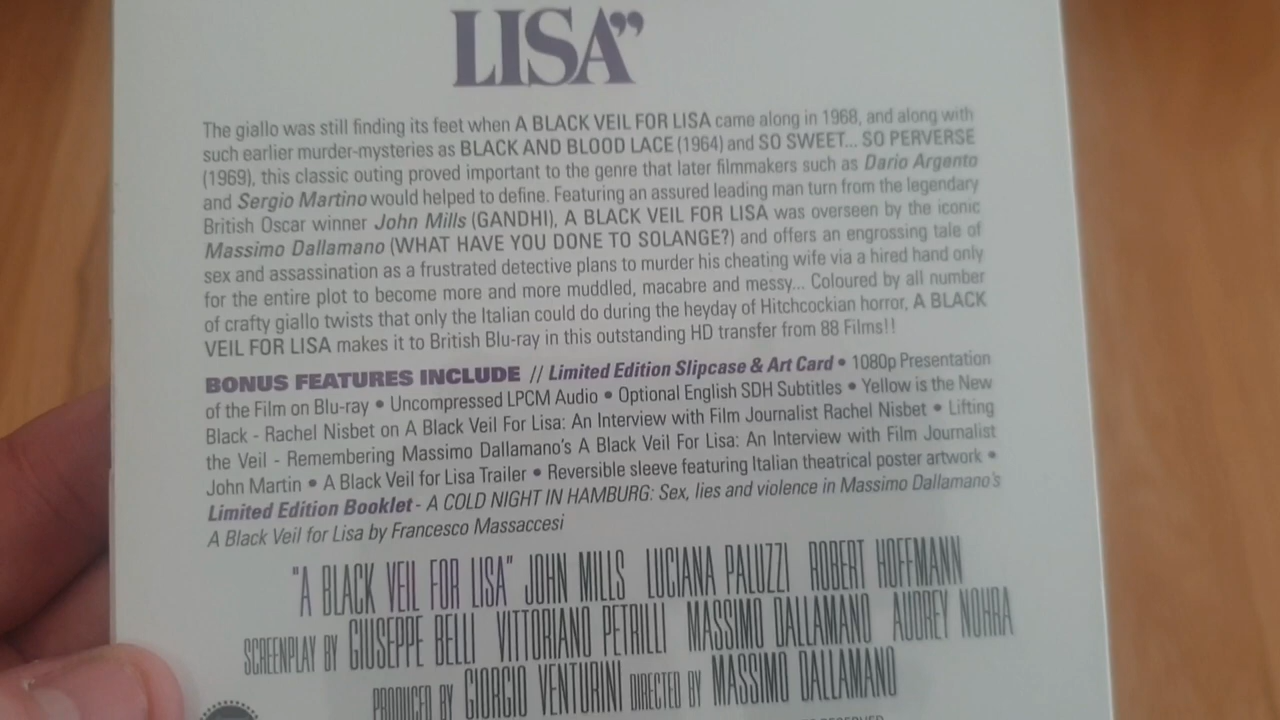 LISA”
The giallo was still finding its feet when A BLACK VEIL FOR LISA came along in 1968, and along with
such earlier murder-mysteries as BLACK AND BLOOD LACE (1964) and SO SWEET... SO PERVERSE
(1969), this classic outing proved important to the genre that later filmmakers such as Dario Argento
and Sergio Martino would helped to define. Featuring an assured leading man turn from the legendary
British Oscar winner John Mills (GANDHI), A BLACK VEIL FOR LISA was overseen by the iconic
Massimo Dallamano (WHAT HAVE YOU DONE TO SOLANGE?) and offers an engrossing tale of
sex and assassination as a frustrated detective plans to murder his cheating wife via a hired hand only
for the entire plot to become more and more muddled, macabre and messy... Coloured by all number
of crafty giallo twists that only the Italian could do during the heyday of Hitchcockian horror, A BLACK
VEIL FOR LISA makes it to British Blu-ray in this outstanding HD transfer from 88 Films!!
BONUS FEATURES INCLUDE // Limited Edition Slipcase & Art Card • 1080p Presentation
of the Film on Blu-ray • Uncompressed LPCM Audio • Optional English SDH Subtitles • Yellow is the New
Black - Rachel Nisbet on A Black Veil For Lisa: An Interview with Film Journalist Rachel Nisbet • Lifting
the Veil - Remembering Massimo Dallamano's A Black Veil For Lisa: An Interview with Film Journalist
John Martin • A Black Veil for Lisa Trailer • Reversible sleeve featuring Italian theatrical poster artwork •
Limited Edition Booklet - A COLD NIGHT IN HAMBURG: Sex, lies and violence in Massimo Dallamano's
A Black Veil for Lisa by Francesco Massaccesi
"A BLACK VEIL FOR LISA" JOHN MILLS LUCIANA PALUZZI ROBERT HOFFMANN
SCREENPLAY BY GIUSEPPE BELLI VITTORIANO PETRILLI MASSIMO DALLAMANO AUDREY NOHRA
PRODUCED BY GIORGIO VENTURINI DIRECTED BY MASSIMO DALLAMANO